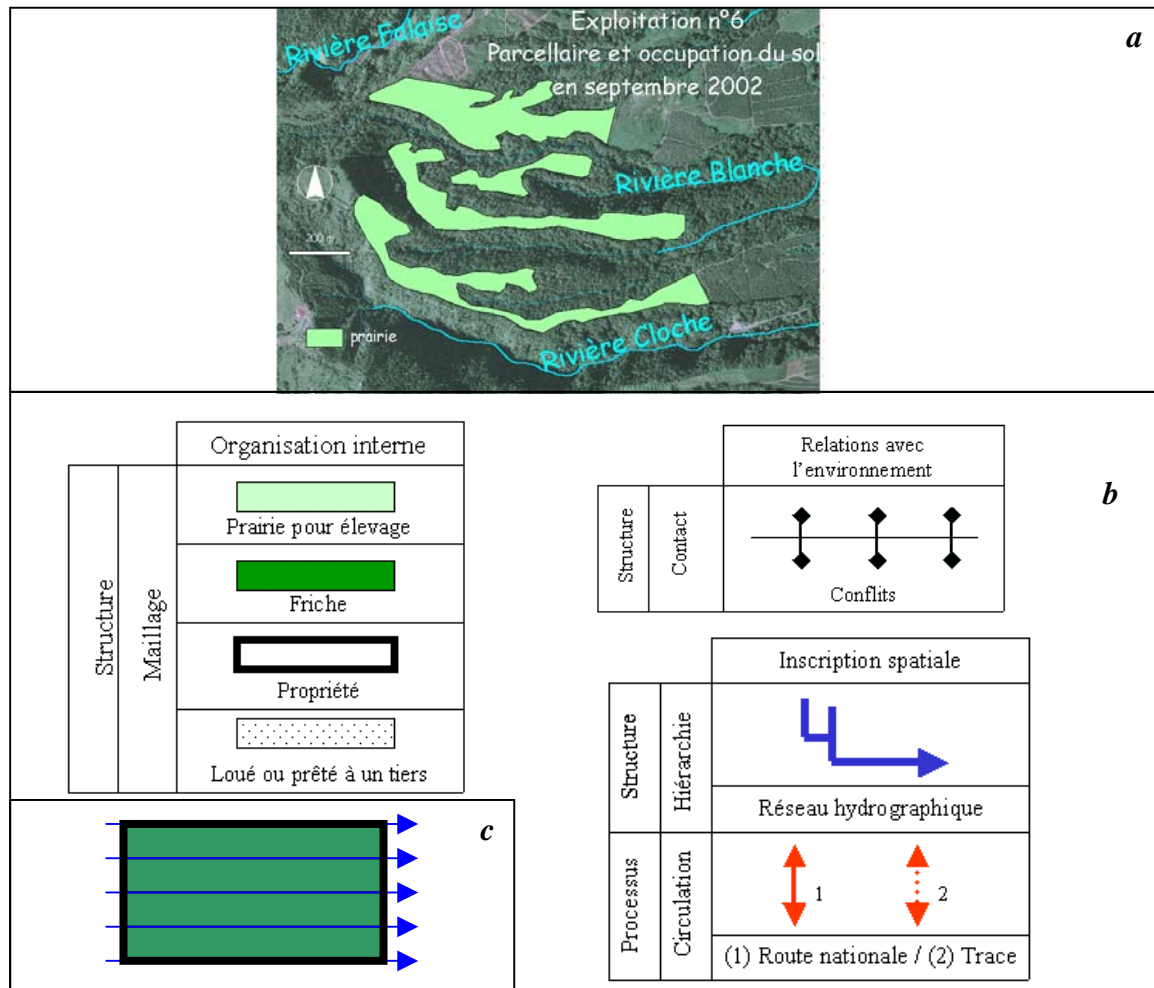 a
Exploitation n°6
Parcellaire et occupation du sol
en septembre 2002
Rivière Falaise
Rivière Blanche
200 m
Rivière Cloche
prairie
b
Organisation interne
Structure
Maillage
Prairie pour élevage
Friche
Propriété
Loué ou prêté à un tiers
Relations avec
l'environnement
Structure
Contact
Conflits
Inscription spatiale
Structure
Hiérarchie
Réseau hydrographique
Processus
Circulation
1
2
(1) Route nationale / (2) Trace
c